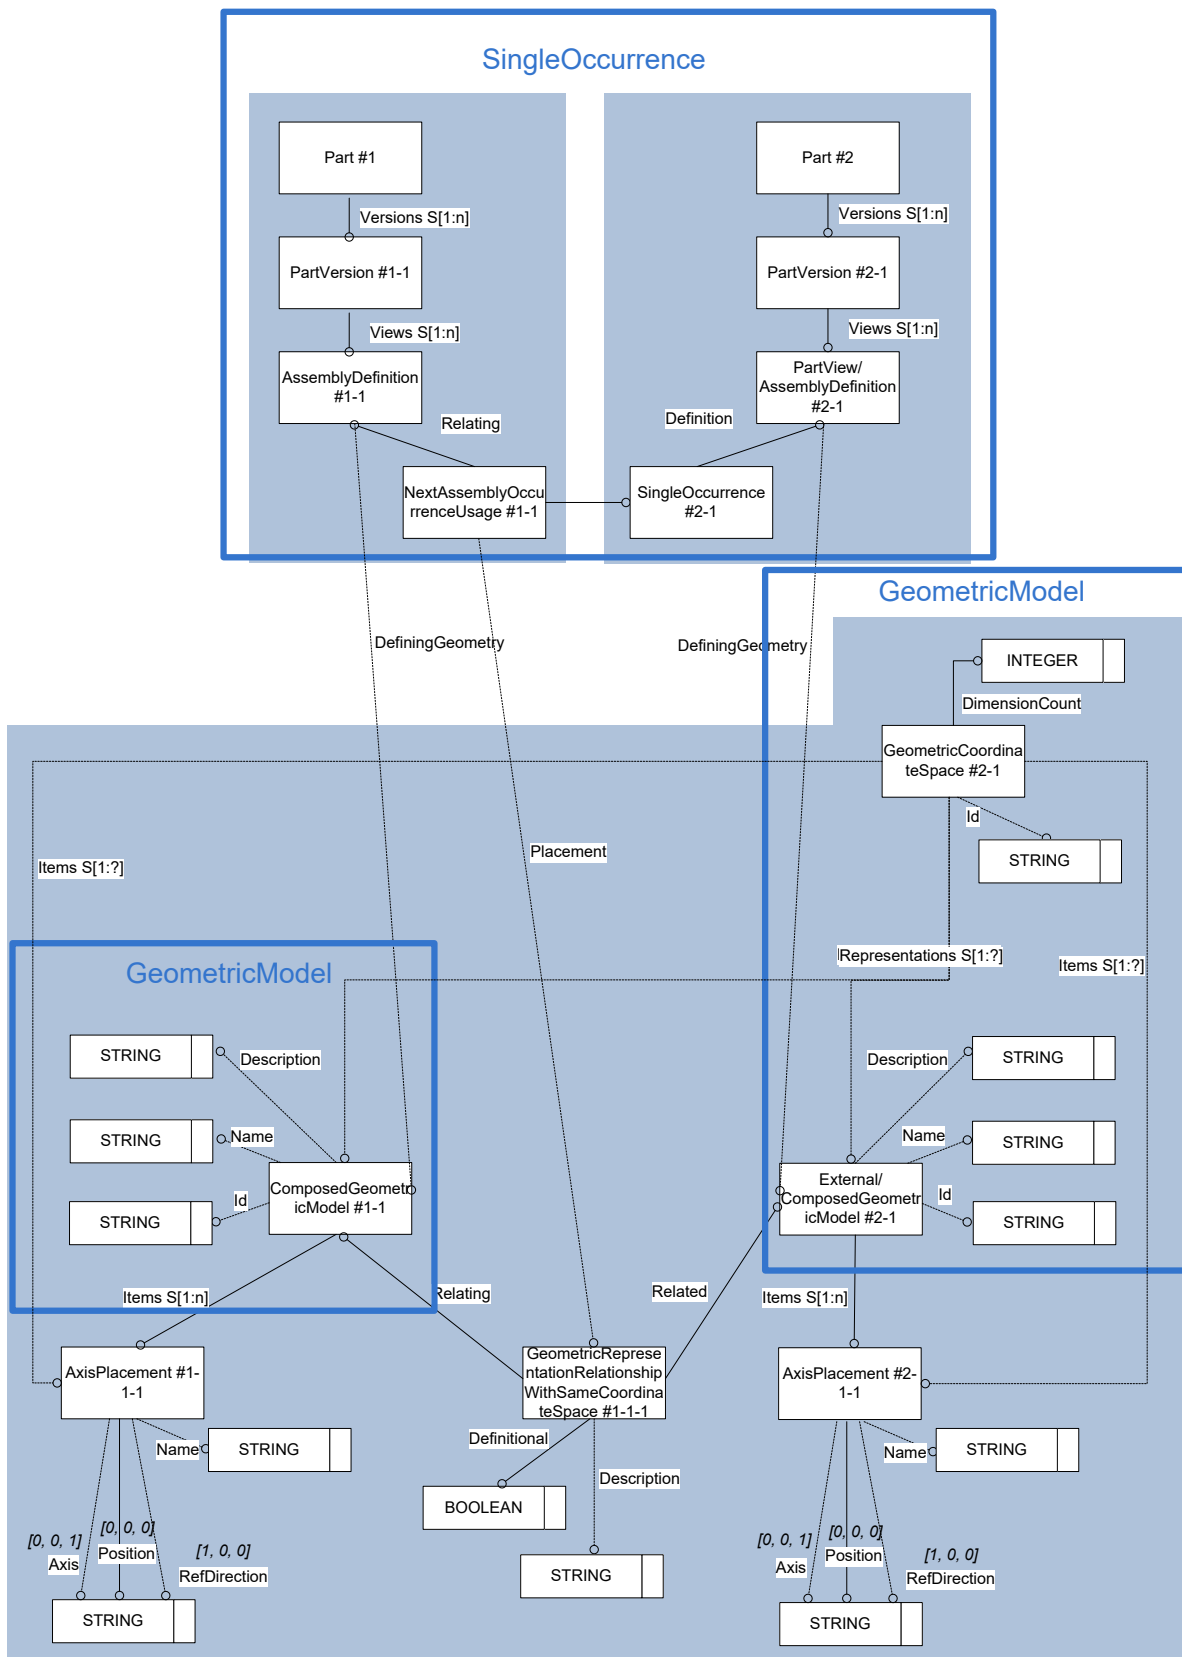 SingleOccurrence
Part #1
Part #2
Versions S[1:n]
Versions S[1:n]
PartVersion #1-1
PartVersion #2-1
Views S[1:n]
Views S[1:n]
AssemblyDefinition
#1-1
PartView/
AssemblyDefinition
#2-1
Relating
Definition
NextAssemblyOccu
rrenceUsage #1-1
SingleOccurrence
#2-1
GeometricModel
DefiningGeometry
DefiningGeometry
INTEGER
DimensionCount
GeometricCoordina
teSpace #2-1
Id
STRING
Placement
Items S[1:?]
Representations S[1:?]
Items S[1:?]
GeometricModel
STRING
Description
Description
STRING
STRING
Name
Name
STRING
ComposedGeometr
icModel #1-1
External/
ComposedGeometr
icModel #2-1
Id
STRING
Id
STRING
Items S[1:n]
Relating
Related
Items S[1:n]
AxisPlacement #1-
1-1
GeometricReprese
ntationRelationship
WithSameCoordina
teSpace #1-1-1
AxisPlacement #2-
1-1
Name
STRING
Definitional
Description
Name
STRING
BOOLEAN
[0, 0, 1]
Axis
[0, 0, 0]
Position
[1, 0, 0]
RefDirection
[0, 0, 1]
Axis
[0, 0, 0]
Position
[1, 0, 0]
RefDirection
STRING
STRING
STRING